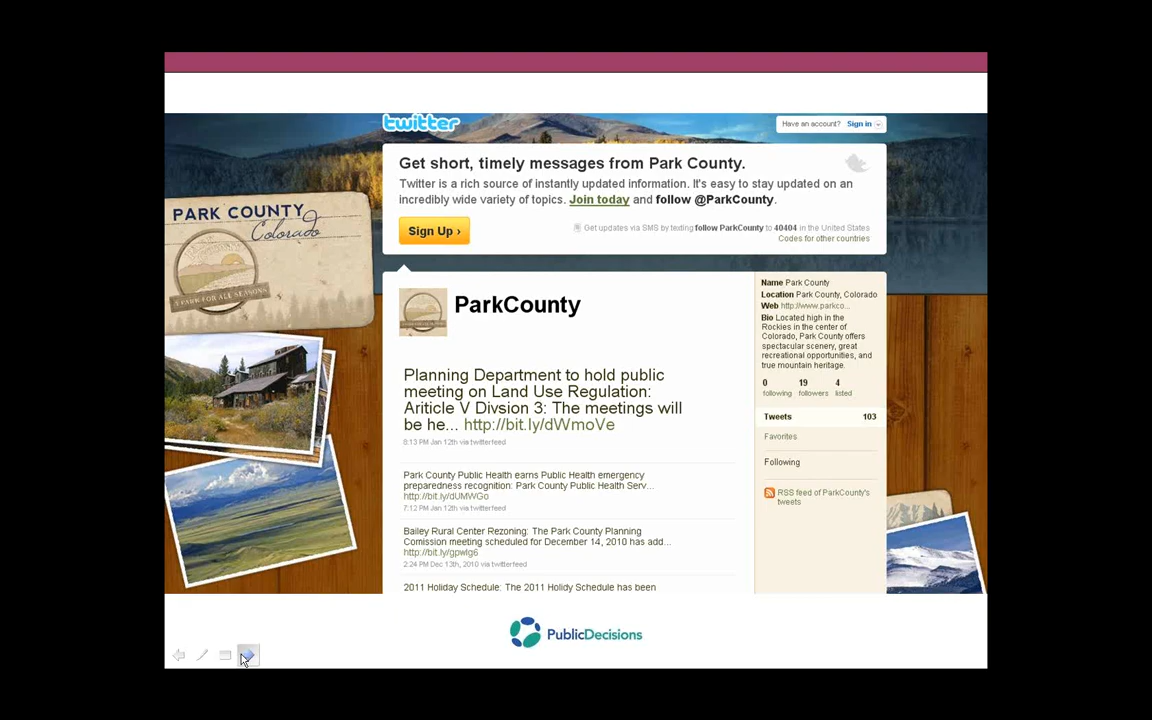 twitter
Have an account? Sign in
Get short, timely messages from Park County.
Twitter is a rich source of instantly updated information. It's easy to stay updated on an
incredibly wide variety of topics. Join today and follow @ParkCounty.
Sign Up ›
Get updates via SMS by texting follow ParkCounty to 40404 in the United States
Codes for other countries
PARK COUNTY
Colorado
A PARK FOR ALL SEASONS
ParkCounty
Planning Department to hold public
meeting on Land Use Regulation:
Ariticle V Divsion 3: The meetings will
be he... http://bit.ly/dWmoVe
8:13 PM Jan 12th via twitterfeed
Park County Public Health earns Public Health emergency
preparedness recognition: Park County Public Health Serv...
http://bit.ly/dUMWGo
7:12 PM Jan 12th via twitterfeed
Bailey Rural Center Rezoning: The Park County Planning
Comission meeting scheduled for December 14, 2010 has add...
http://bit.ly/gpwlg6
2:24 PM Dec 13th, 2010 via twitterfeed
2011 Holiday Schedule: The 2011 Holidy Schedule has been
Name Park County
Location Park County, Colorado
Web http://www.parkco...
Bio Located high in the
Rockies in the center of
Colorado, Park County offers
spectacular scenery, great
recreational opportunities, and
true mountain heritage.
0 19 4
following followers listed
Tweets 103
Favorites
Following
RSS feed of ParkCounty's
tweets
PublicDecisions